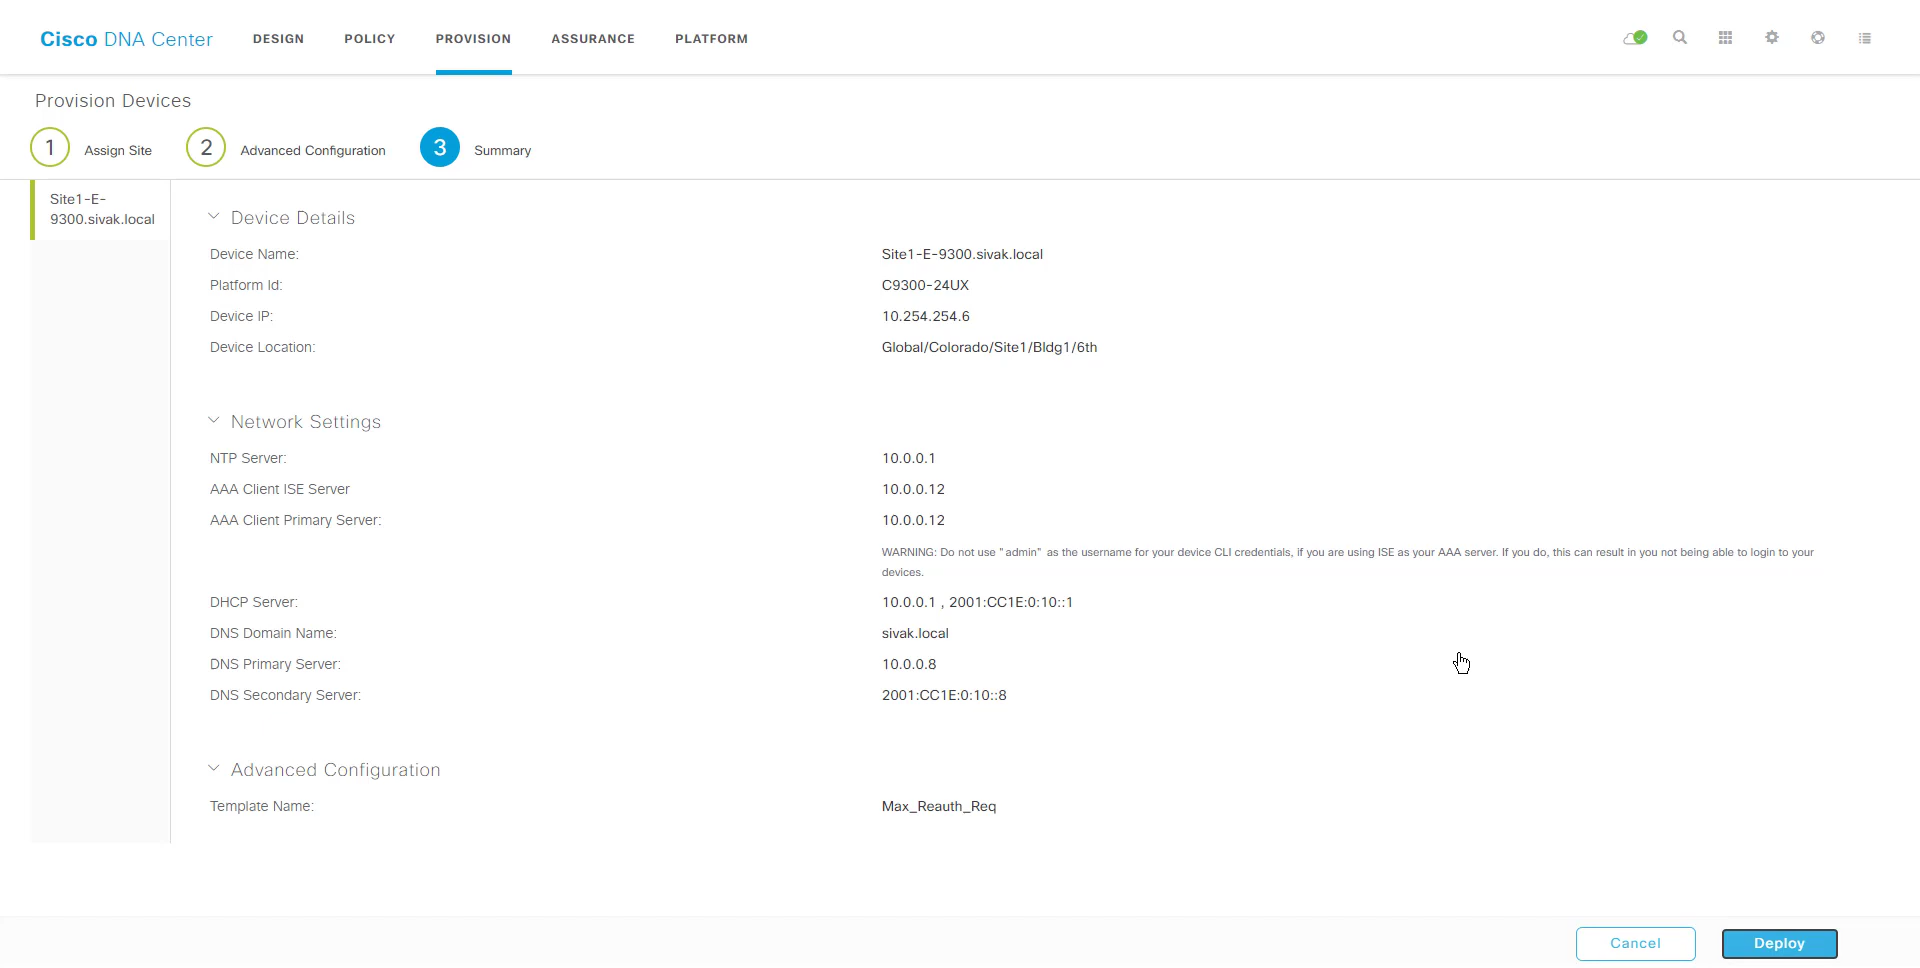 Cisco DNA Center DESIGN POLICY PROVISION ASSURANCE PLATFORM
Provision Devices
1 Assign Site 2 Advanced Configuration 3 Summary
Site1-E-
9300.sivak.local
Device Details
Device Name: Site1-E-9300.sivak.local
Platform Id: C9300-24UX
Device IP: 10.254.254.6
Device Location: Global/Colorado/Site1/Bldg1/6th
Network Settings
NTP Server: 10.0.0.1
AAA Client ISE Server 10.0.0.12
AAA Client Primary Server: 10.0.0.12
WARNING: Do not use "admin" as the username for your device CLI credentials, if you are using ISE as your AAA server. If you do, this can result in you not being able to login to your
devices.
DHCP Server: 10.0.0.1 , 2001:CC1E:0:10::1
DNS Domain Name: sivak.local
DNS Primary Server: 10.0.0.8
DNS Secondary Server: 2001:CC1E:0:10::8
Advanced Configuration
Template Name: Max_Reauth_Req
Cancel Deploy